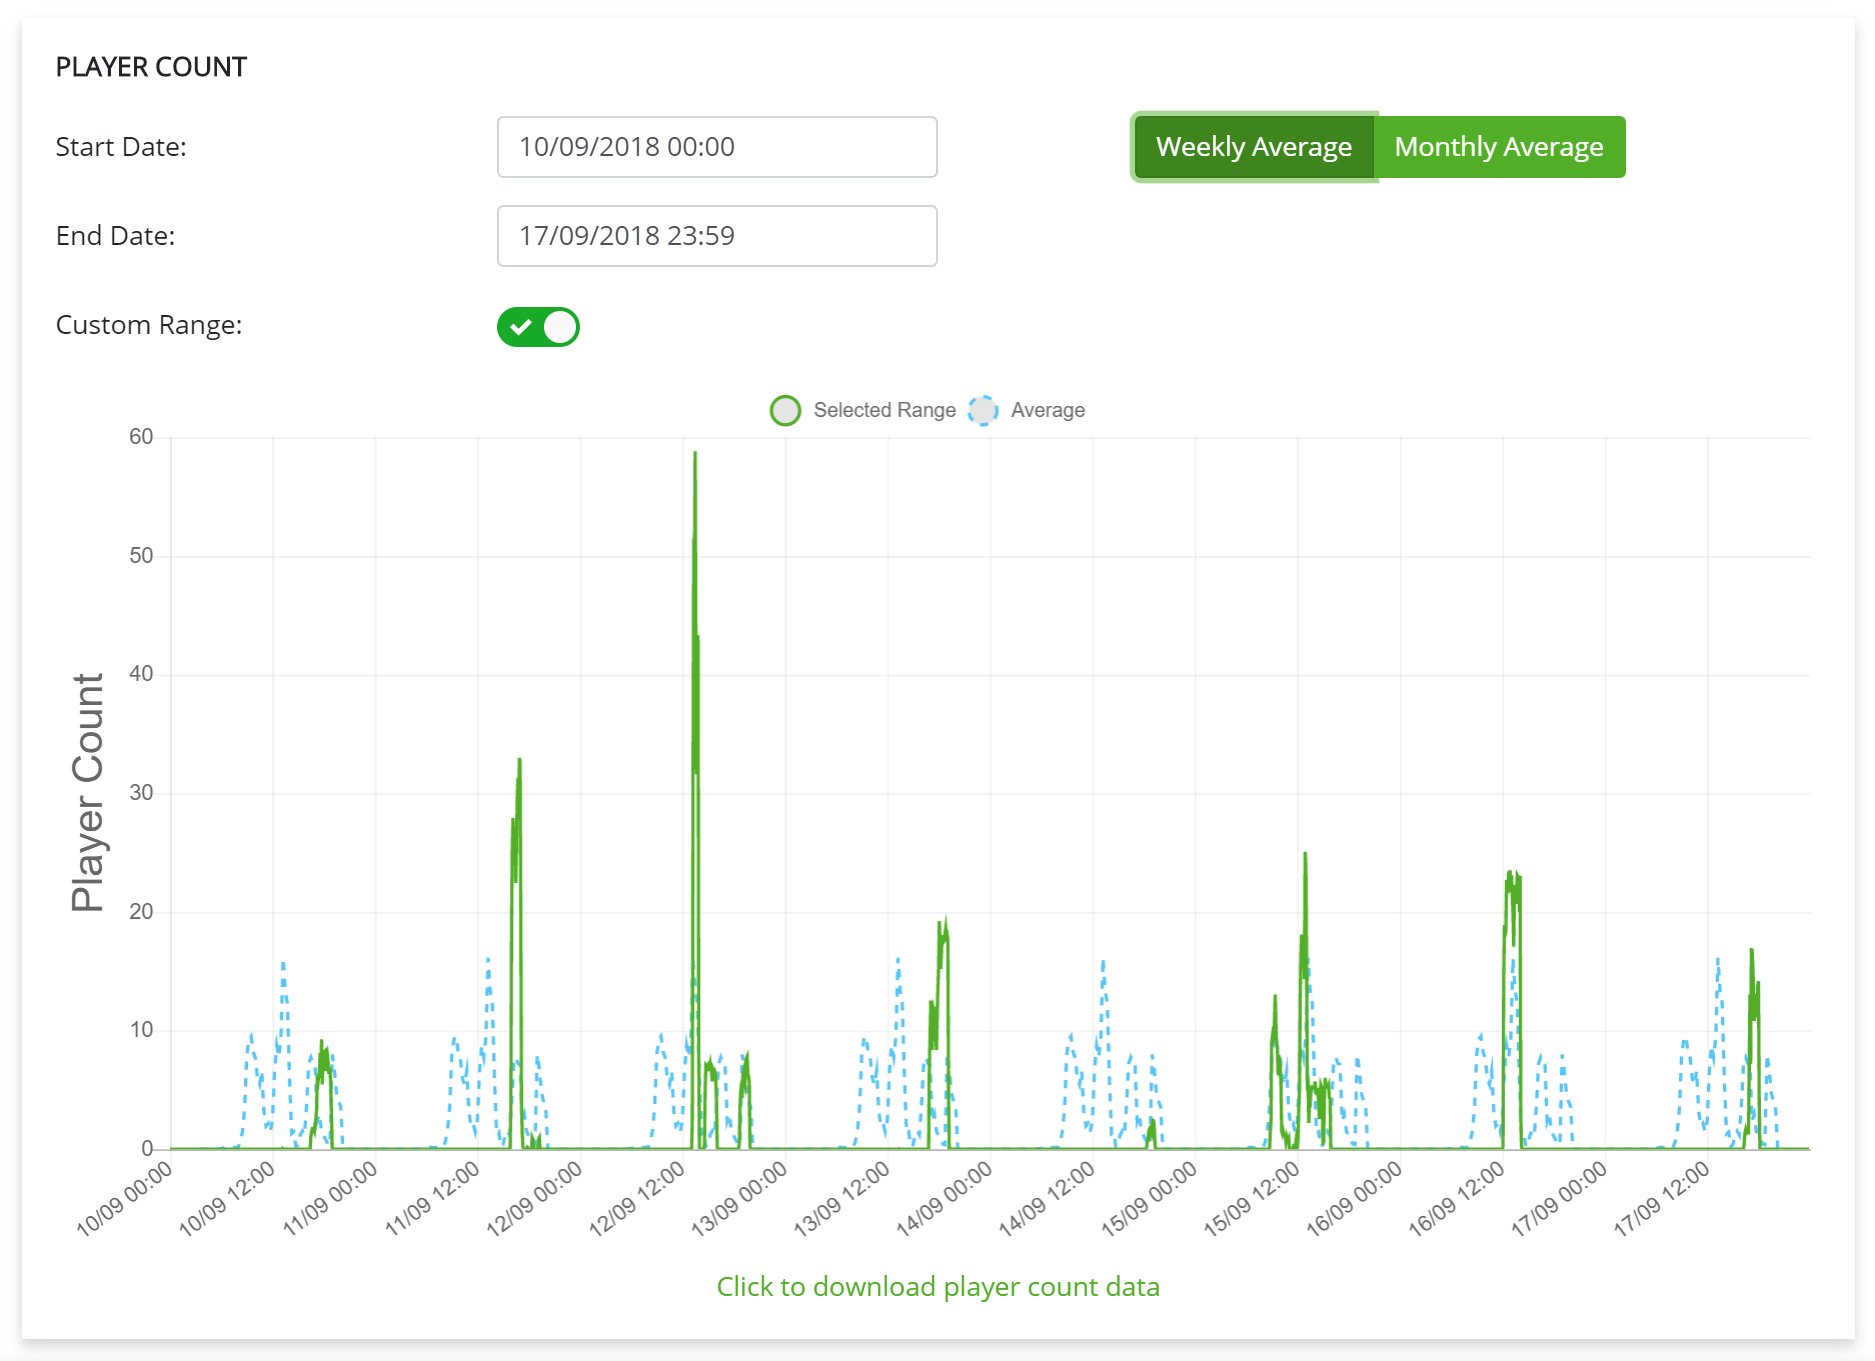 PLAYER COUNT
Start Date:
10/09/2018 00:00
Weekly Average
Monthly Average
End Date:
17/09/2018 23:59
Custom Range:
Selected Range
Average
60
50
40
30
20
10
0
Player Count
10/09 00:00
10/09 12:00
11/09 00:00
11/09 12:00
12/09 00:00
12/09 12:00
13/09 00:00
13/09 12:00
14/09 00:00
14/09 12:00
15/09 00:00
15/09 12:00
16/09 00:00
16/09 12:00
17/09 00:00
17/09 12:00
Click to download player count data